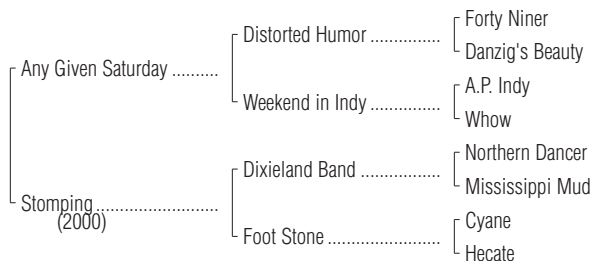 Forty Niner
Distorted Humor ...............
Danzig's Beauty
Any Given Saturday ..........
A.P. Indy
Weekend in Indy ...............
Whow
Northern Dancer
Dixieland Band .................
Mississippi Mud
Stomping..........................
(2000)
Cyane
Foot Stone ........................
Hecate